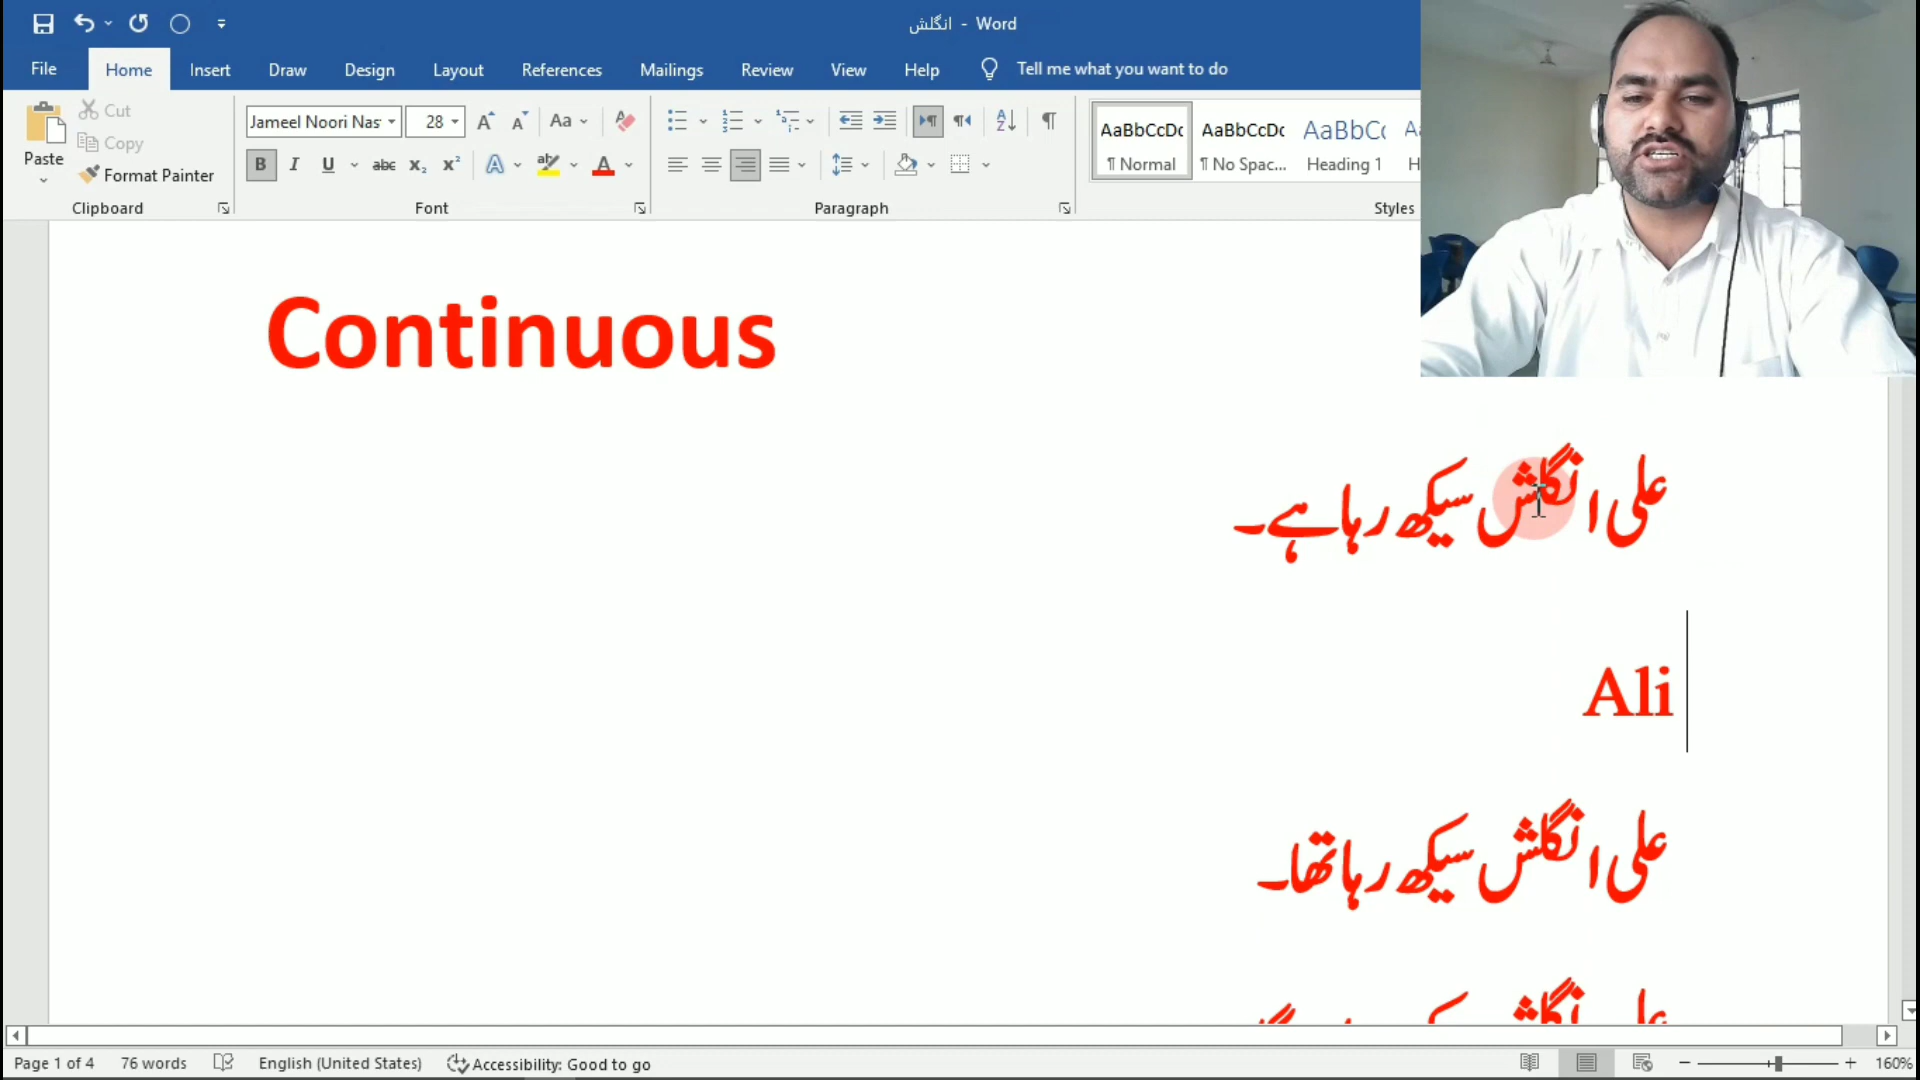 انگلش - Word
File Home Insert Draw Design Layout References Mailings Review View Help Tell me what you want to do
Paste
Cut
Copy
Format Painter
Clipboard
Jameel Noori Nas 28
Font
Paragraph
AaBbCcDc AaBbCcDc AaBbC
¶ Normal ¶ No Spac... Heading 1
Styles
Continuous
علی انگلش سیکھ رہا ہے۔
Ali
علی انگلش سیکھ رہا تھا۔
علی انگلش
Page 1 of 4 76 words English (United States) Accessibility: Good to go 160%